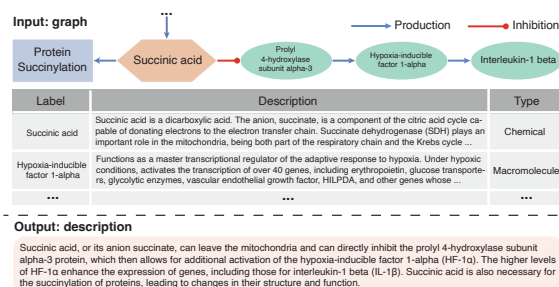 Input: graph
...
Production
Inhibition
Protein
Succinylation
Succinic acid
Prolyl
4-hydroxylase
subunit
alpha-3
Hypoxia-inducible
factor 1-alpha
Interleukin-1 beta
Label Description Type
Succinic acid
Succinic acid is a dicarboxylic acid. The anion, succinate, is a component of the citric acid cycle ca-
pable of donating electrons to the electron transfer chain. Succinate dehydrogenase (SDH) plays an
important role in the mitochondria, being both part of the respiratory chain and the Krebs cycle ...
Chemical
Hypoxia-inducible
factor 1-alpha
Functions as a master transcriptional regulator of the adaptive response to hypoxia. Under hypoxic
conditions, activates the transcription of over 40 genes, including erythropoietin, glucose transporte-
rs, glycolytic enzymes, vascular endothelial growth factor, HILPDA, and other genes whose ...
Macromolecule
... ... ...
Output: description
Succinic acid, or its anion succinate, can leave the mitochondria and can directly inhibit the prolyl 4-hydroxylase subunit
alpha-3 protein, which then allows for additional activation of the hypoxia-inducible factor 1-alpha (HF-1α). The higher levels
of HF-1α enhance the expression of genes, including those for interleukin-1 beta (IL-1β). Succinic acid is also necessary for
the succinylation of proteins, leading to changes in their structure and function.